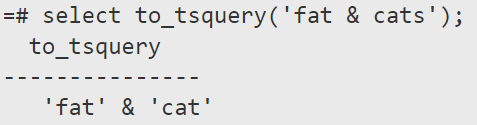 =# select to_tsquery('fat & cats');
  to_tsquery
---------------
   'fat' & 'cat'